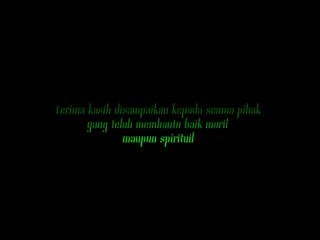 Terima kasih disampaikan kepada semua pihak
yang telah membantu baik moril
maupun spirituil